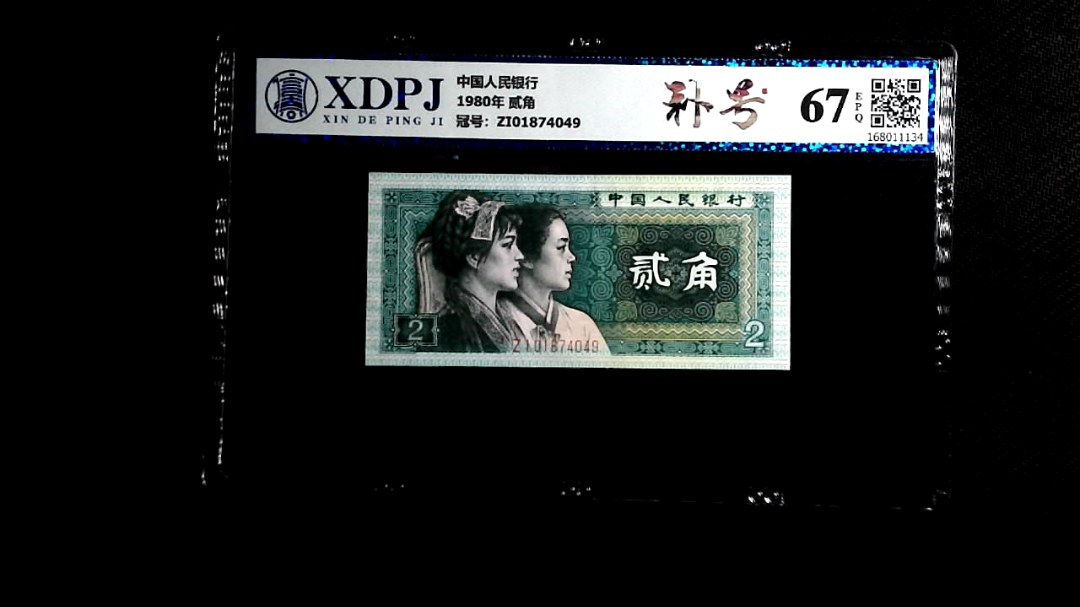 XDPJ
XIN DE PING JI
中国人民银行
1980年 贰角
冠号: ZI01874049
补号
67
EPQ
168011134
中国人民银行
贰角
2
2
ZI01874049